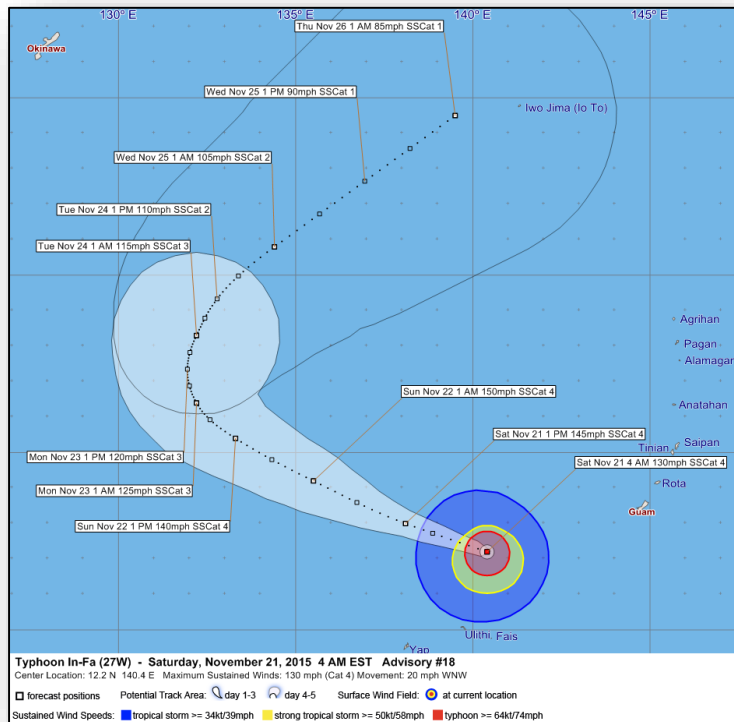 130° E 135° E 140° E 145° E
Okinawa
Thu Nov 26 1 AM 85mph SSCat 1
Wed Nov 25 1 PM 90mph SSCat 1
Iwo Jima (Io To)
Wed Nov 25 1 AM 105mph SSCat 2
Tue Nov 24 1 PM 110mph SSCat 2
Tue Nov 24 1 AM 115mph SSCat 3
Agrihan
Pagan
Alamagan
Sun Nov 22 1 AM 150mph SSCat 4
Anatahan
Sat Nov 21 1 PM 145mph SSCat 4
Saipan
Tinian
Mon Nov 23 1 PM 120mph SSCat 3
Sat Nov 21 4 AM 130mph SSCat 4
Rota
Mon Nov 23 1 AM 125mph SSCat 3
Guam
Sun Nov 22 1 PM 140mph SSCat 4
Ulithi Fais
Yap
Typhoon In-Fa (27W) - Saturday, November 21, 2015 4 AM EST Advisory #18
Center Location: 12.2 N 140.4 E Maximum Sustained Winds: 130 mph (Cat 4) Movement: 20 mph WNW
forecast positions Potential Track Area: day 1-3 day 4-5 Surface Wind Field: at current location
Sustained Wind Speeds: tropical storm >= 34kt/39mph strong tropical storm >= 50kt/58mph typhoon >= 64kt/74mph